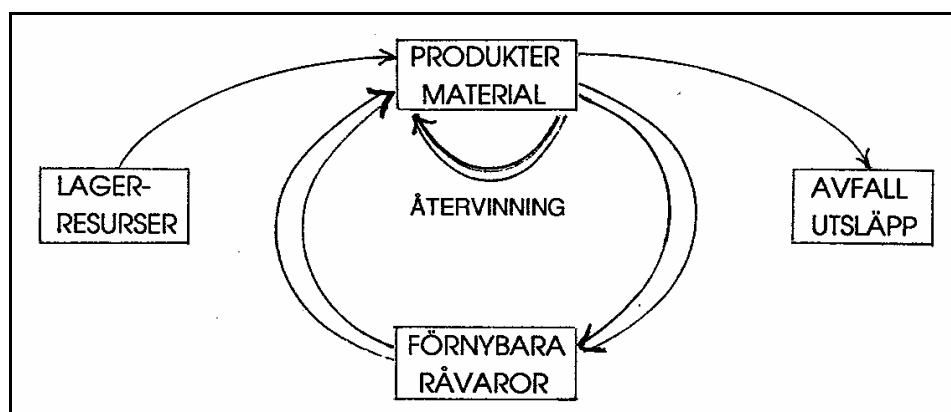 PRODUKTER
MATERIAL
LAGER-
RESURSER
ÅTERVINNING
AVFALL
UTSLÄPP
FÖRNYBARA
RÅVAROR